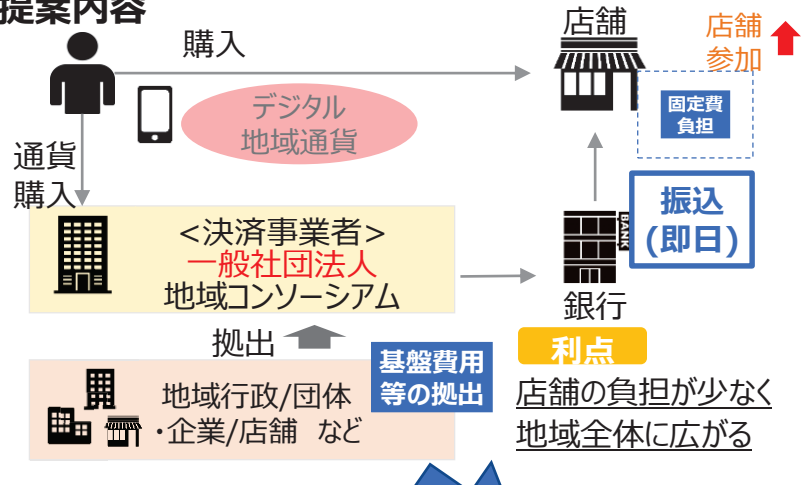 提案内容
購入
店舗
店舗
参加
デジタル
地域通貨
固定費
負担
通貨
購入
<決済事業者>
一般社団法人
地域コンソーシアム
振込
(即日)
BANK
銀行
拠出
基盤費用
等の拠出
地域行政/団体
・企業/店舗 など
利点
店舗の負担が少なく
地域全体に広がる